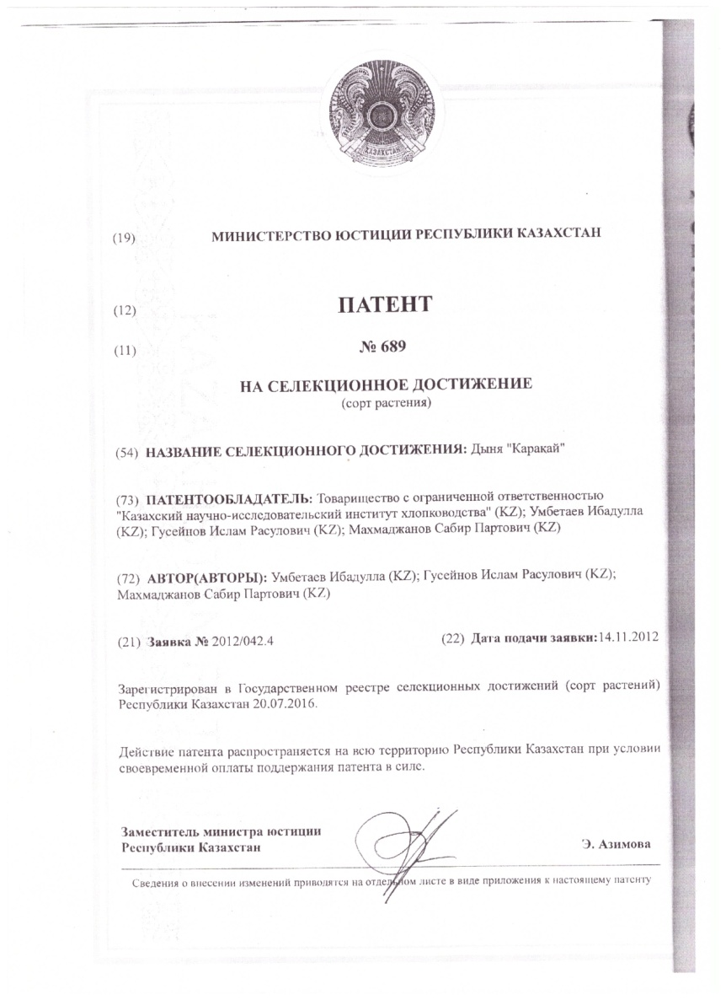 ҚАЗАҚСТАН
(19) МИНИСТЕРСТВО ЮСТИЦИИ РЕСПУБЛИКИ КАЗАХСТАН
(12) ПАТЕНТ
(11) № 689
НА СЕЛЕКЦИОННОЕ ДОСТИЖЕНИЕ
(сорт растения)
(54) НАЗВАНИЕ СЕЛЕКЦИОННОГО ДОСТИЖЕНИЯ: Дыня "Каракай"
(73) ПАТЕНТООБЛАДАТЕЛЬ: Товарищество с ограниченной ответственностью
"Казахский научно-исследовательский институт хлопководства" (KZ); Умбетаев Ибадулла
(KZ); Гусейнов Ислам Расулович (KZ); Махмаджанов Сабир Партович (KZ)
(72) АВТОР(АВТОРЫ): Умбетаев Ибадулла (KZ); Гусейнов Ислам Расулович (KZ);
Махмаджанов Сабир Партович (KZ)
(21) Заявка № 2012/042.4 (22) Дата подачи заявки:14.11.2012
Зарегистрирован в Государственном реестре селекционных достижений (сорт растений)
Республики Казахстан 20.07.2016.
Действие патента распространяется на всю территорию Республики Казахстан при условии
своевременной оплаты поддержания патента в силе.
Заместитель министра юстиции
Республики Казахстан Э. Азимова
Сведения о внесении изменений приводятся на отдельном листе в виде приложения к настоящему патенту